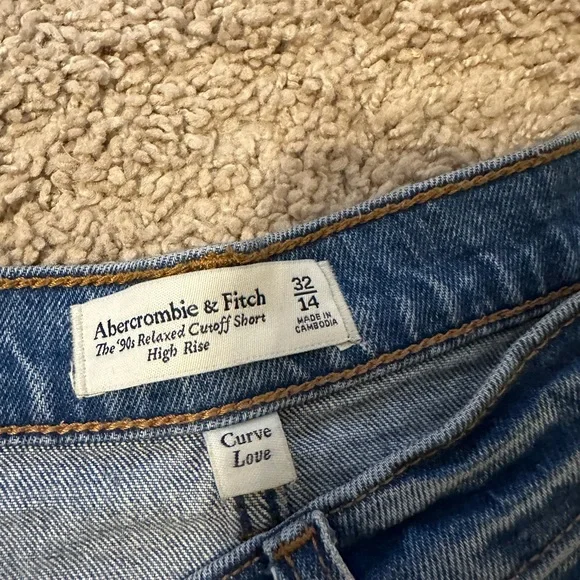 Abercrombie & Fitch
The '90s Relaxed Cutoff Short
High Rise
32
14
MADE IN
CAMBODIA
Curve
Love